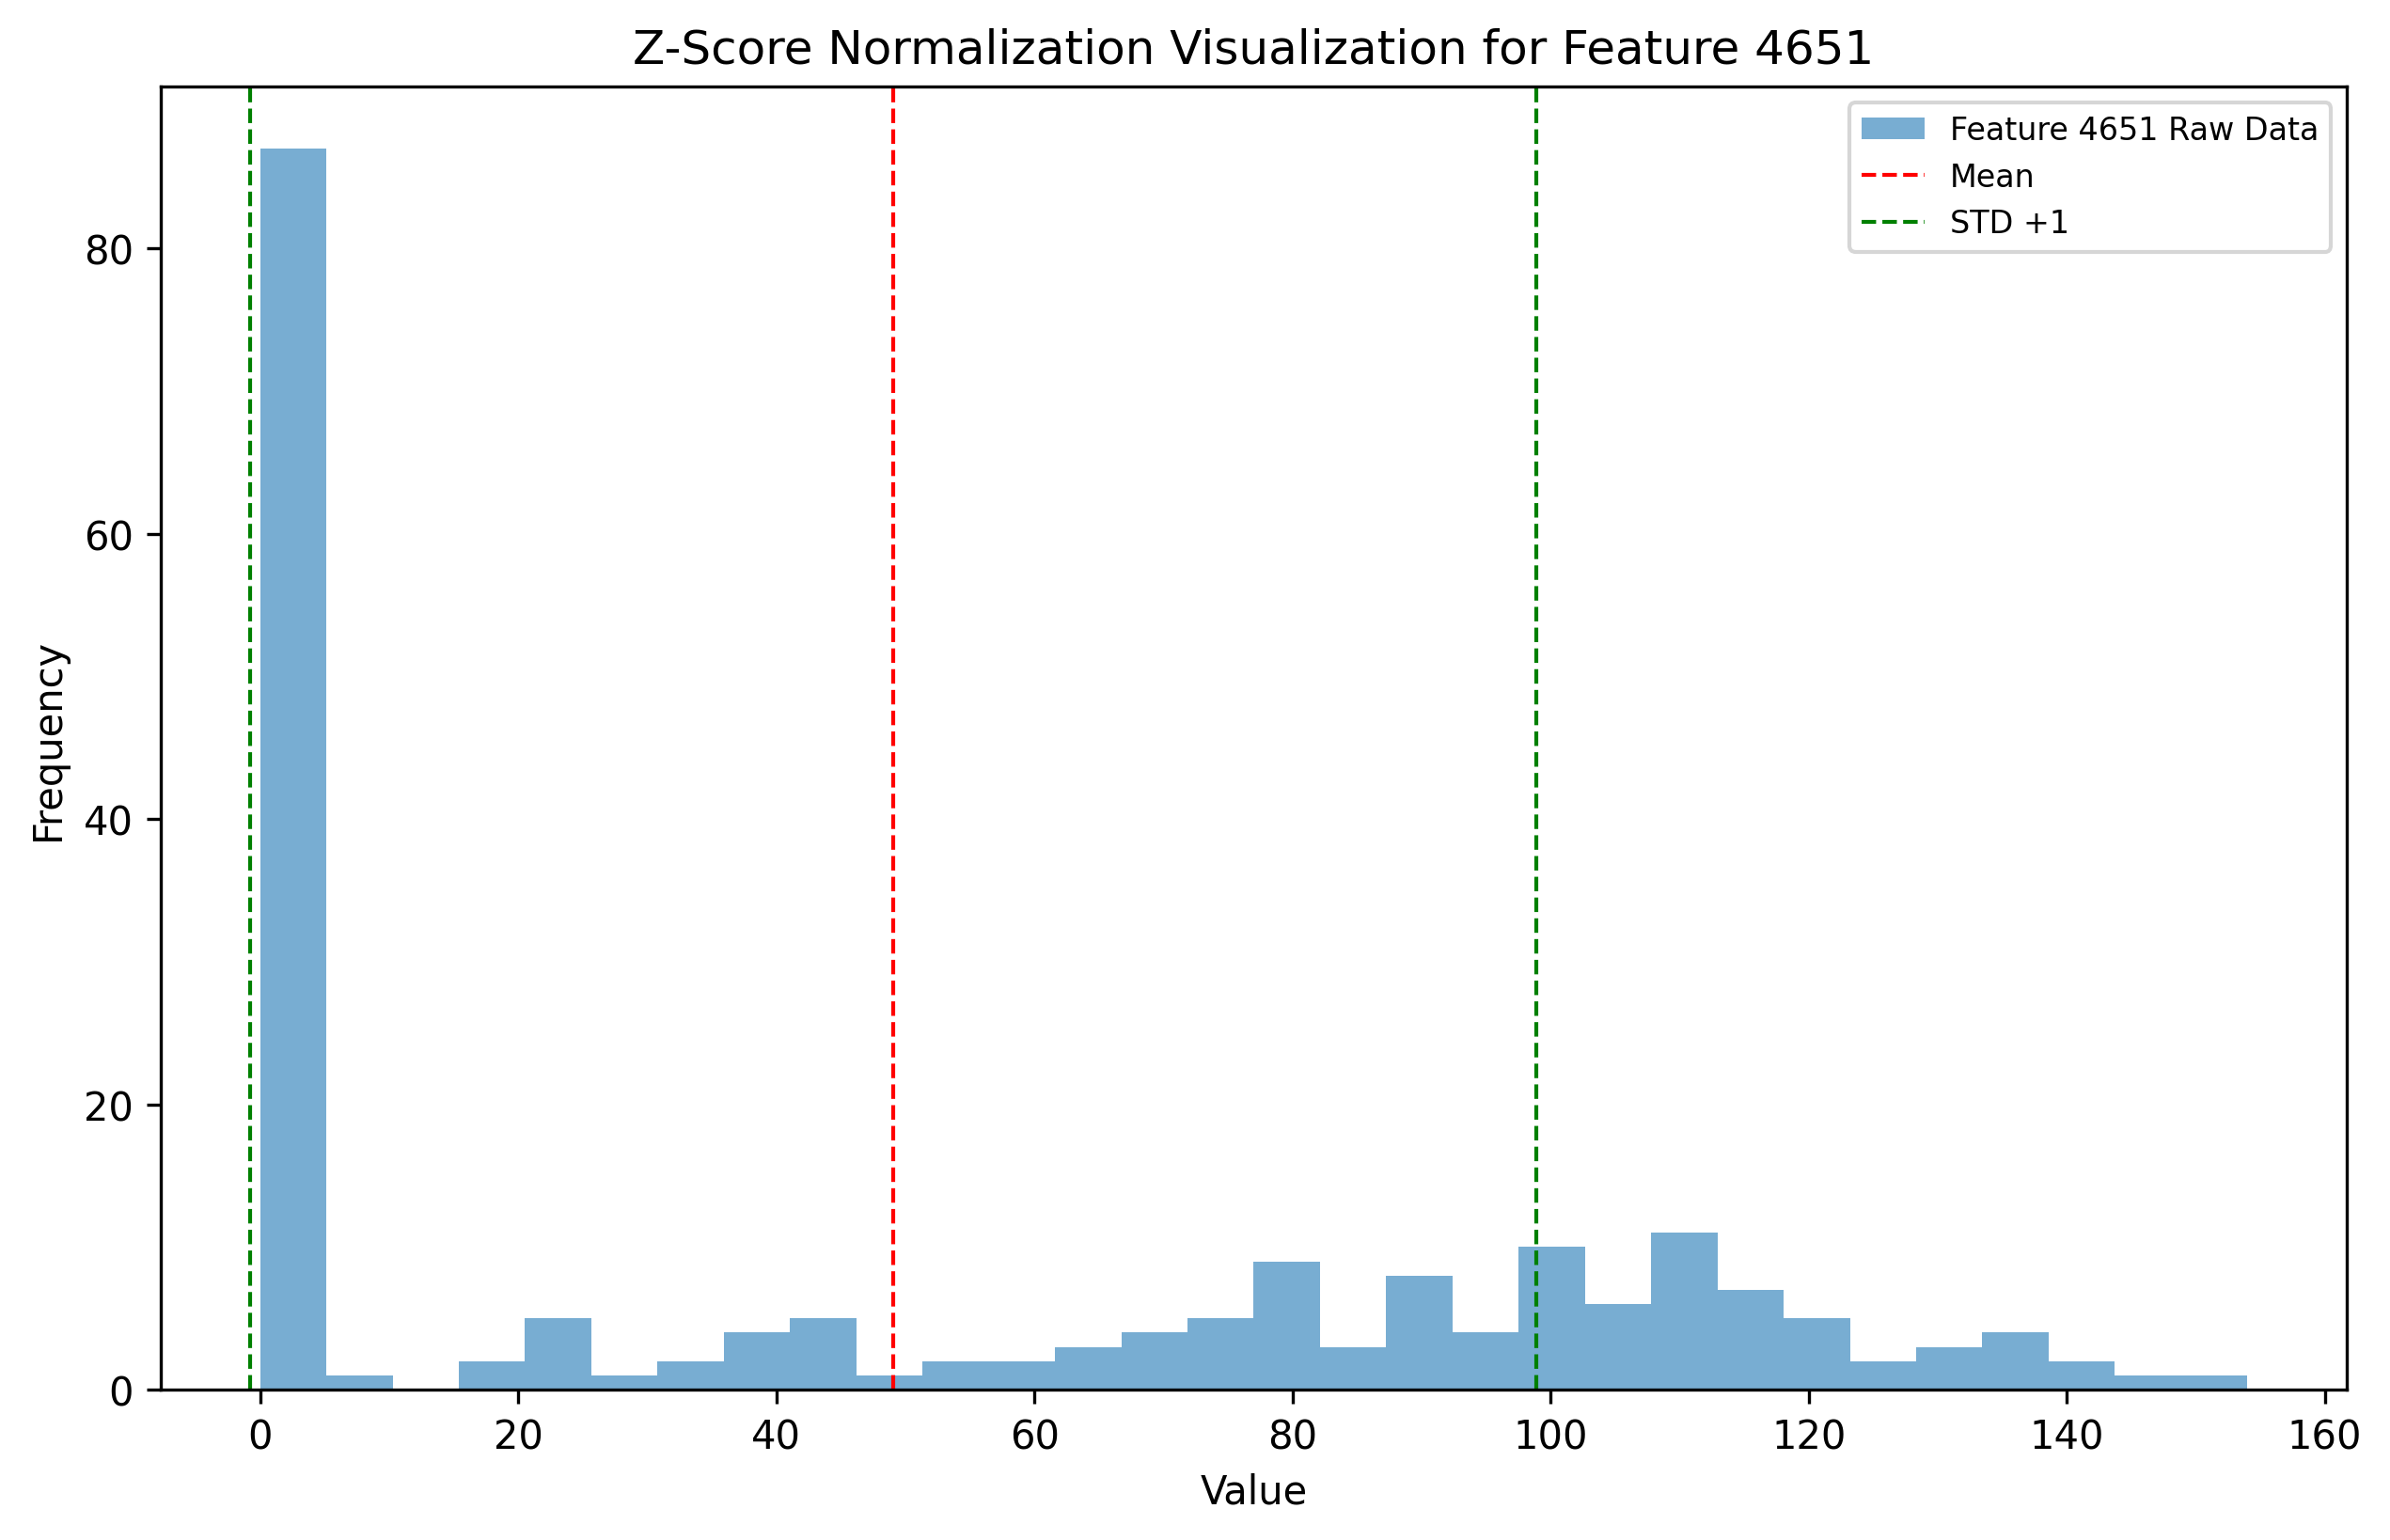 Z-Score Normalization Visualization for Feature 4651
Feature 4651 Raw Data
Mean
STD +1
80
60
40
20
0
Frequency
0 20 40 60 80 100 120 140 160
Value